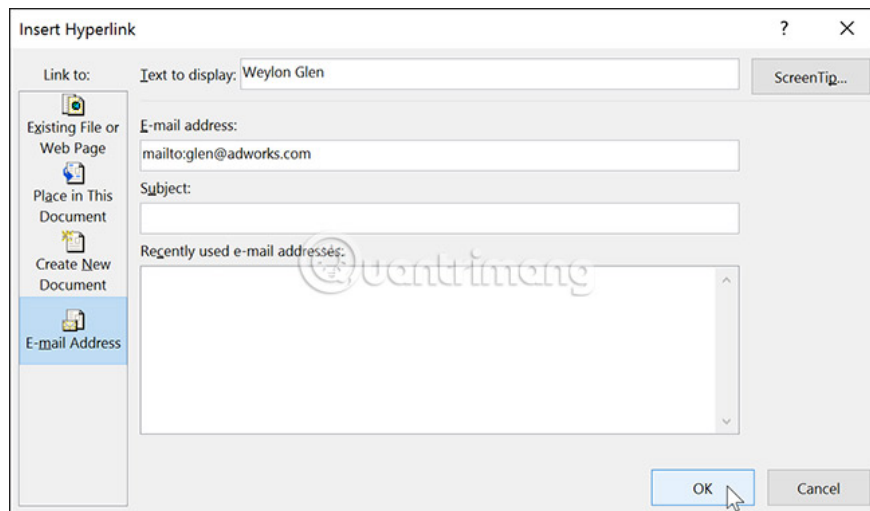 Insert Hyperlink
?
Link to:
Text to display:
Weylon Glen
ScreenTip...
Existing File or
Web Page
Place in This
Document
Create New
Document
E-mail Address
E-mail address:
mailto:glen@adworks.com
Subject:
Recently used e-mail addresses:
Quantrimang
OK
Cancel